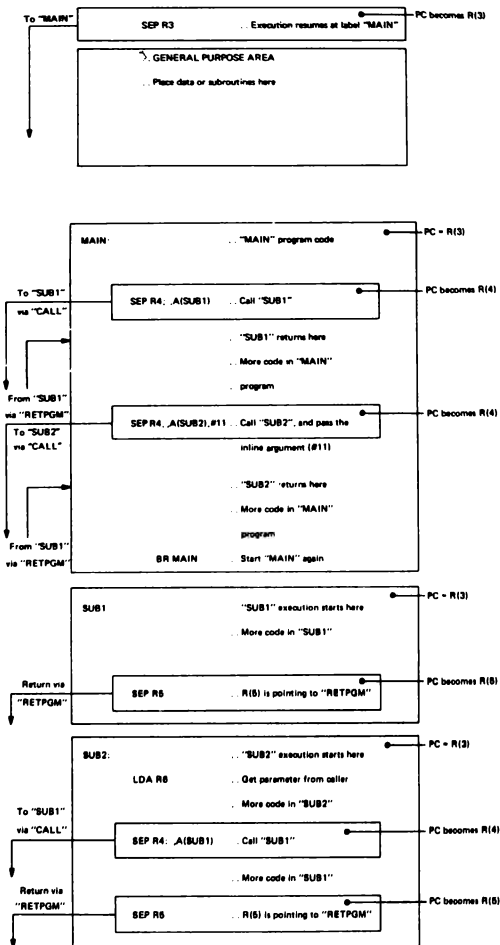 To "MAIN"
SEP R3 .. Execution resumes at label "MAIN"
PC becomes R(3)
.. GENERAL PURPOSE AREA
.. Place data or subroutines here
MAIN: .. "MAIN" program code
PC = R(3)
To "SUB1"
via "CALL"
SEP R4; ,A(SUB1) .. Call "SUB1"
PC becomes R(4)
.. "SUB1" returns here
.. More code in "MAIN"
program
From "SUB1"
via "RETPGM"
To "SUB2"
via "CALL"
SEP R4, ,A(SUB2),#11 .. Call "SUB2", and pass the
inline argument (#11)
PC becomes R(4)
.. "SUB2" returns here
.. More code in "MAIN"
program
From "SUB1"
via "RETPGM"
BR MAIN .. Start "MAIN" again
SUB1 "SUB1" execution starts here
PC = R(3)
.. More code in "SUB1"
Return via
"RETPGM"
SEP R5 .. R(5) is pointing to "RETPGM"
PC becomes R(5)
SUB2: .. "SUB2" execution starts here
PC = R(3)
LDA R6 .. Get parameter from caller
. More code in "SUB2"
To "SUB1"
via "CALL"
SEP R4; ,A(SUB1) .. Call "SUB1"
PC becomes R(4)
.. More code in "SUB1"
Return via
"RETPGM"
SEP R5 .. R(5) is pointing to "RETPGM"
PC becomes R(5)